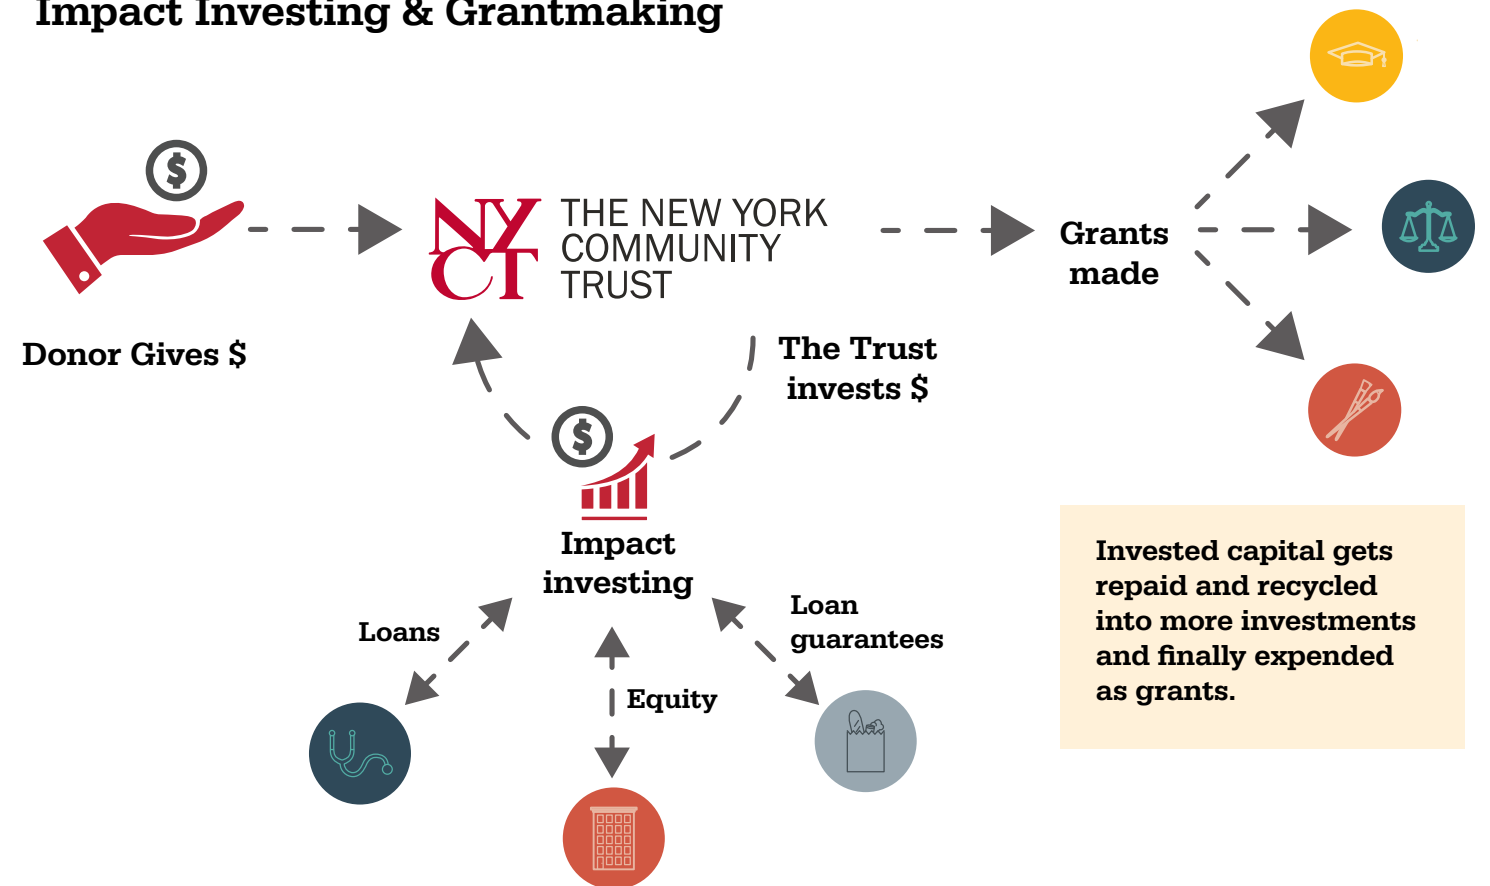 Impact Investing & Grantmaking
$
NY
CT
THE NEW YORK
COMMUNITY
TRUST
Grants
made
Donor Gives $
The Trust
invests $
$
Impact
investing
Loans
Equity
Loan
guarantees
Invested capital gets
repaid and recycled
into more investments
and finally expended
as grants.